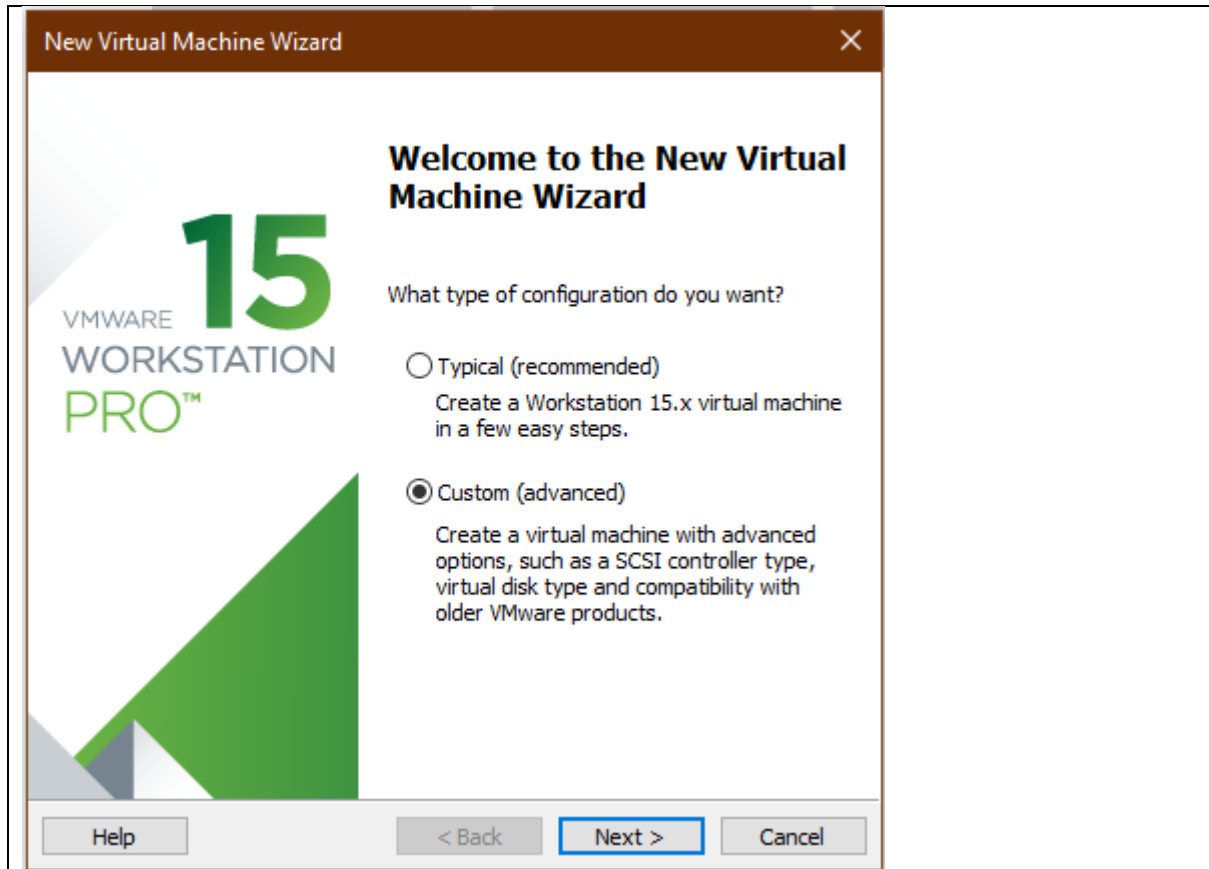 New Virtual Machine Wizard
Welcome to the New Virtual
Machine Wizard
15
VMWARE
WORKSTATION
PRO™
What type of configuration do you want?
Typical (recommended)
Create a Workstation 15.x virtual machine
in a few easy steps.
Custom (advanced)
Create a virtual machine with advanced
options, such as a SCSI controller type,
virtual disk type and compatibility with
older VMware products.
Help
< Back
Next >
Cancel